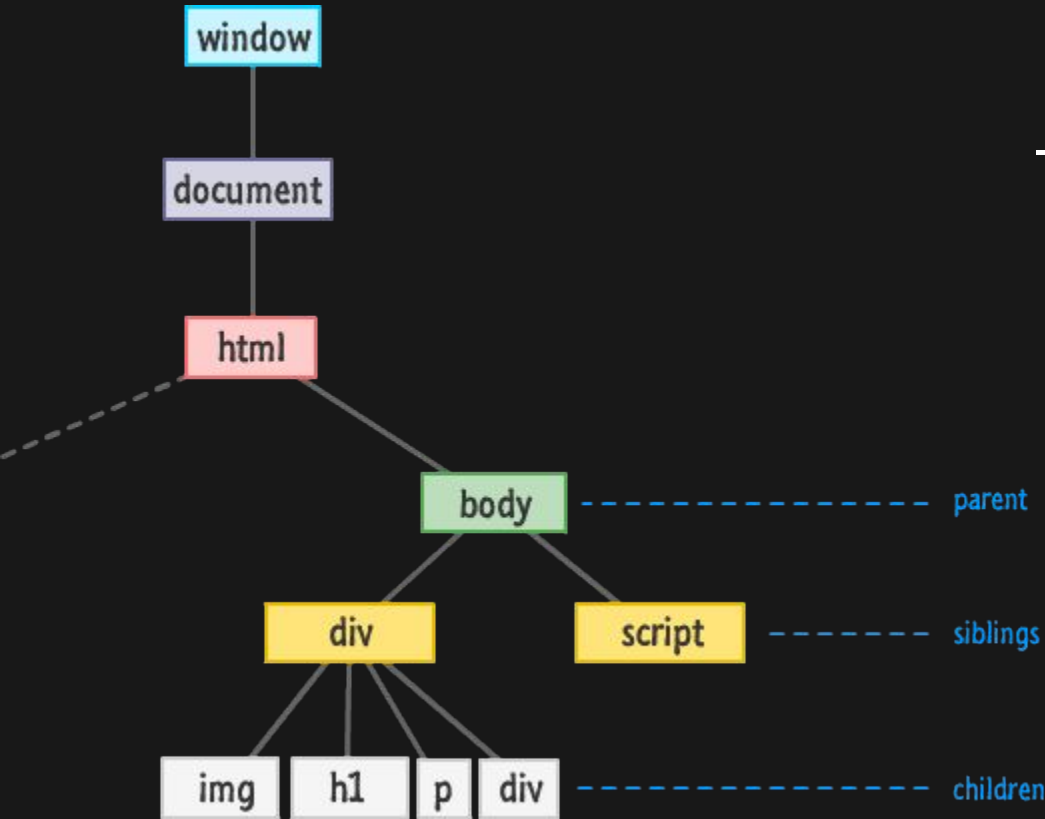 window
document
html
body
parent
div
script
siblings
img
h1
p
div
children